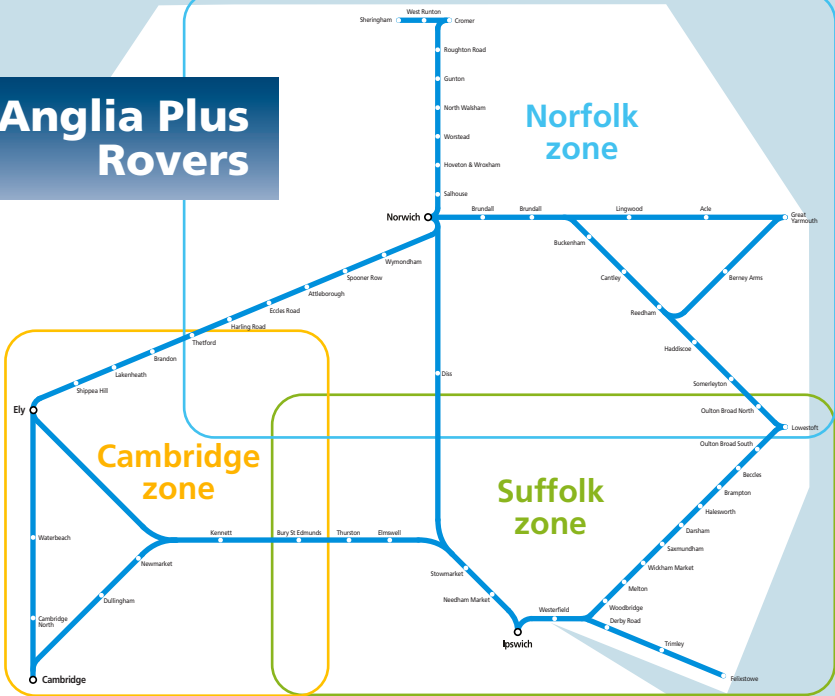 Sheringham
West Runton
Cromer
Roughton Road
Gunton
Anglia Plus
Rovers
North Walsham
Norfolk
zone
Worstead
Hoveton & Wroxham
Salhouse
Norwich
Brundall
Brundall
Lingwood
Acle
Great
Yarmouth
Buckenham
Wymondham
Spooner Row
Cantley
Berney Arms
Attleborough
Eccles Road
Reedham
Harling Road
Thetford
Haddiscoe
Brandon
Lakenheath
Diss
Shippea Hill
Somerleyton
Ely
Oulton Broad North
Lowestoft
Oulton Broad South
Cambridge
zone
Beccles
Suffolk
zone
Brampton
Halesworth
Darsham
Waterbeach
Kennett
Bury St Edmunds
Thurston
Elmswell
Saxmundham
Newmarket
Wickham Market
Stowmarket
Melton
Dullingham
Needham Market
Westerfield
Woodbridge
Cambridge
North
Derby Road
Ipswich
Trimley
Cambridge
Felixstowe